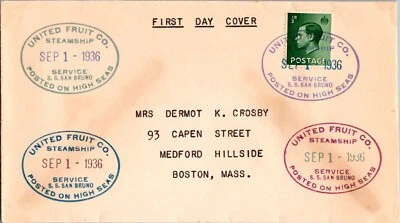 FIRST DAY COVER
UNITED FRUIT CO.
STEAMSHIP
SEP 1 - 1936
SERVICE
S. S. SAN BRUNO
POSTED ON HIGH SEAS
½D
POSTAGE
UNITED FRUIT CO.
STEAMSHIP
SEP 1 - 1936
SERVICE
S. S. SAN BRUNO
POSTED ON HIGH SEAS
MRS DERMOT K. CROSBY
93 CAPEN STREET
MEDFORD HILLSIDE
BOSTON, MASS.
UNITED FRUIT CO.
STEAMSHIP
SEP 1 - 1936
SERVICE
S. S. SAN BRUNO
POSTED ON HIGH SEAS
UNITED FRUIT CO.
STEAMSHIP
SEP 1 - 1936
SERVICE
S. S. SAN BRUNO
POSTED ON HIGH SEAS